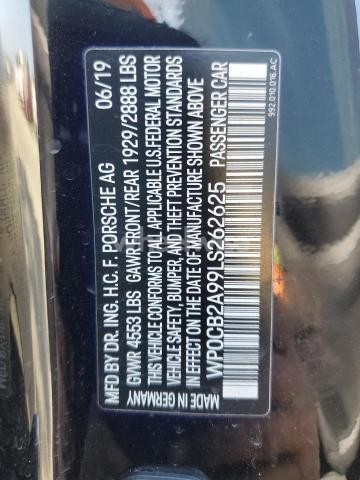 06/19
MFD BY DR. ING. H.C. F. PORSCHE AG
MADE IN GERMANY
GVWR 4553 LBS GAWR FRONT/REAR 1929/2888 LBS
THIS VEHICLE CONFORMS TO ALL APPLICABLE U.S.FEDERAL MOTOR
VEHICLE SAFETY, BUMPER, AND THEFT PREVENTION STANDARDS
IN EFFECT ON THE DATE OF MANUFACTURE SHOWN ABOVE
WP0CB2A99LS262625 PASSENGER CAR
992.010.016.AC